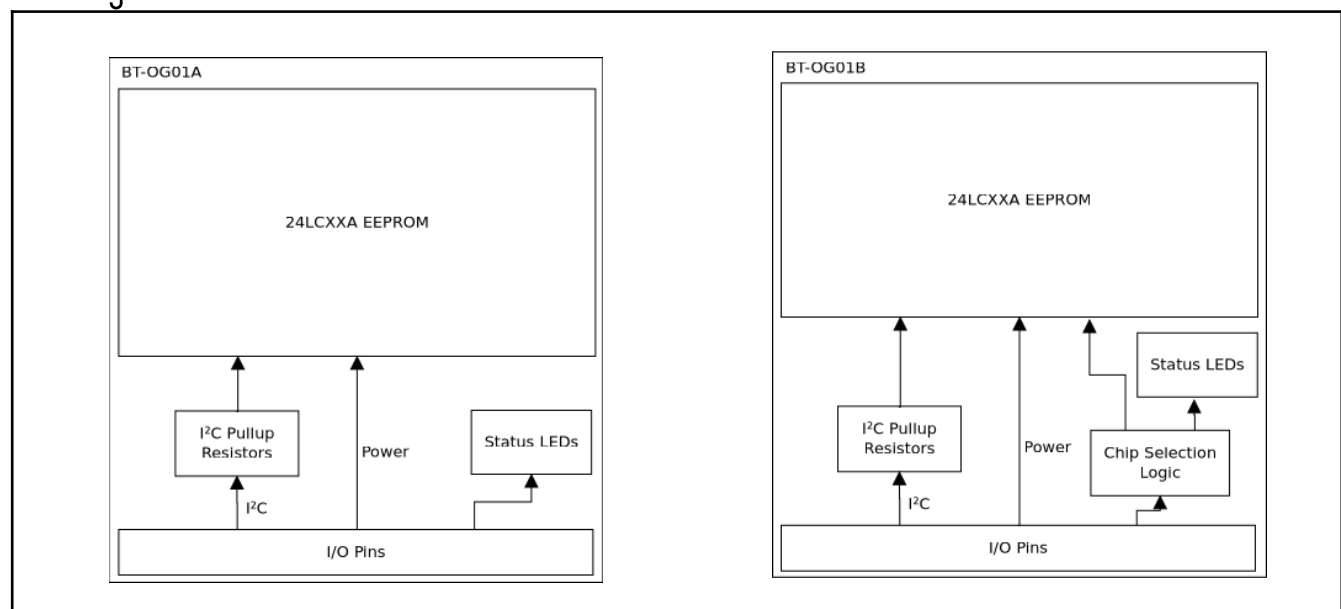 BT-OG01A
24LCXXA EEPROM
I²C Pullup
Resistors
Power
Status LEDs
I²C
I/O Pins
BT-OG01B
24LCXXA EEPROM
Status LEDs
I²C Pullup
Resistors
Power
Chip Selection
Logic
I²C
I/O Pins